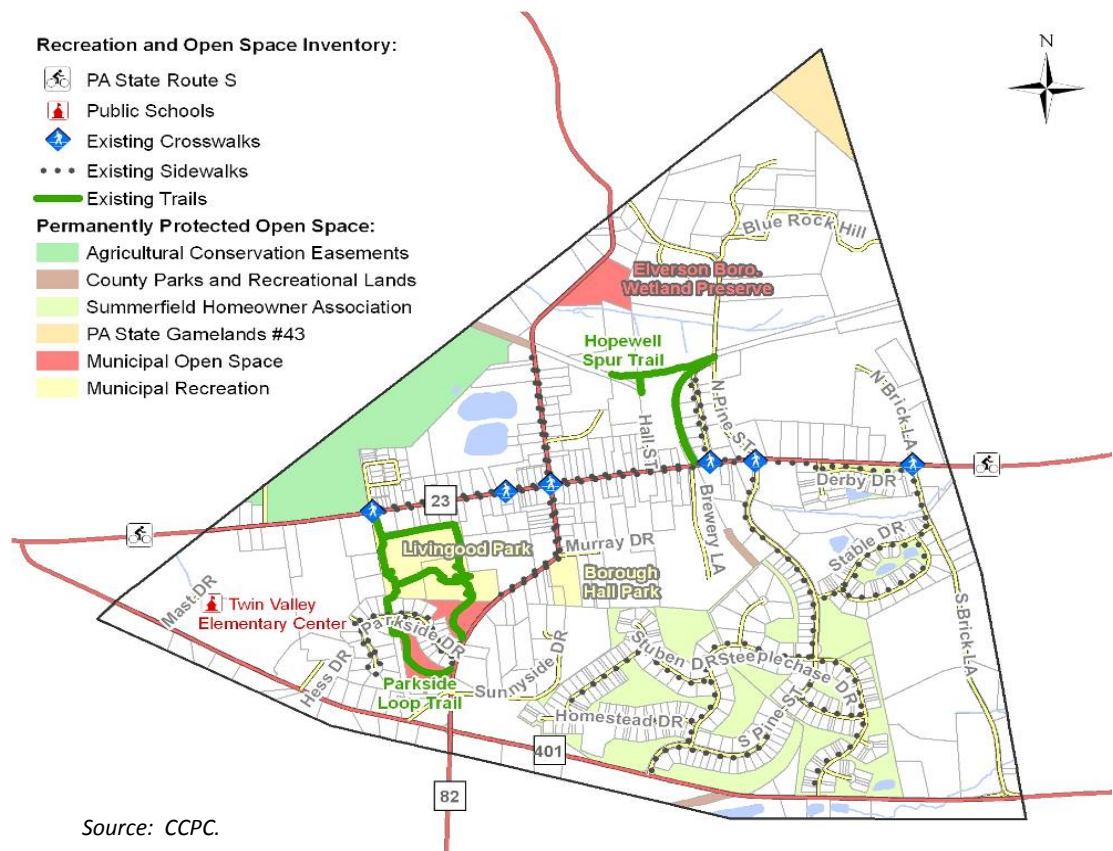 Recreation and Open Space Inventory:
PA State Route S
Public Schools
Existing Crosswalks
Existing Sidewalks
Existing Trails
Permanently Protected Open Space:
Agricultural Conservation Easements
County Parks and Recreational Lands
Summerfield Homeowner Association
PA State Gamelands #43
Municipal Open Space
Municipal Recreation
N
Blue Rock Hill
Elverson Boro.
Wetland Preserve
Hopewell
Spur Trail
N Pine ST
N Brick LA
Hall ST
Derby DR
23
Brewery LA
Livingood Park
Murray DR
Stable DR
Borough
Hall Park
Mast DR
Twin Valley
Elementary Center
Parkside DR
S Brick LA
Stuben DR
Steeplechase DR
Hess DR
Sunnyside DR
Parkside
Loop Trail
Homestead DR
S Pine ST
401
82
Source: CCPC.